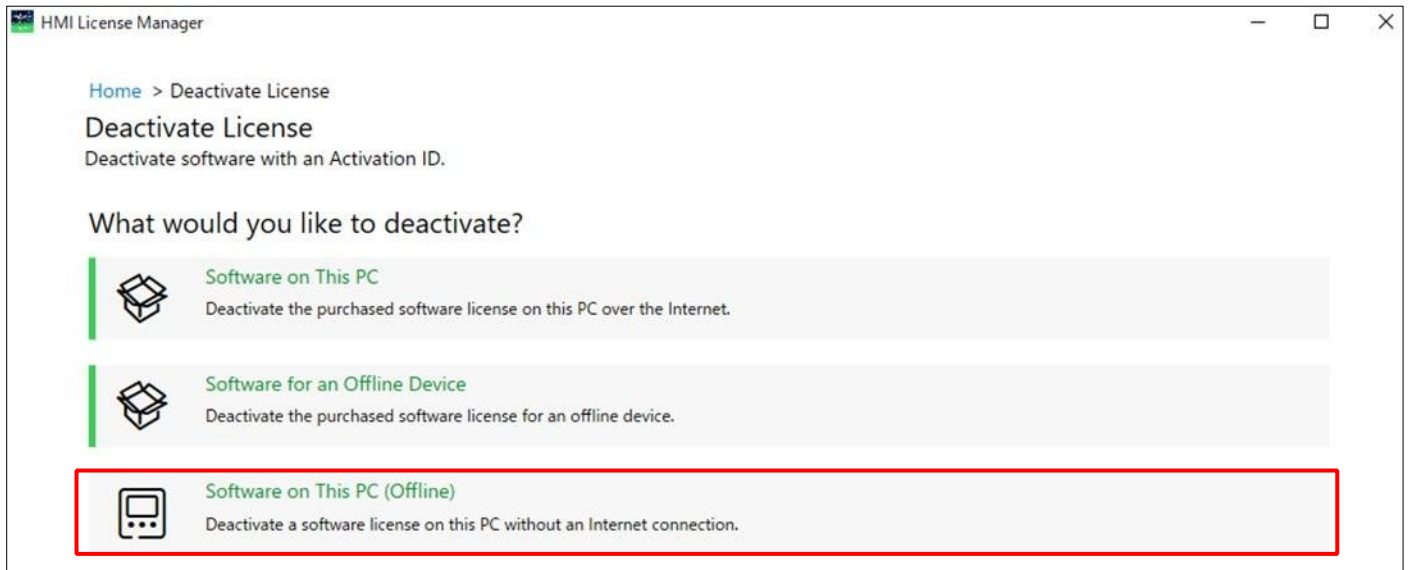 HMI License Manager
Home > Deactivate License
Deactivate License
Deactivate software with an Activation ID.
What would you like to deactivate?
Software on This PC
Deactivate the purchased software license on this PC over the Internet.
Software for an Offline Device
Deactivate the purchased software license for an offline device.
Software on This PC (Offline)
Deactivate a software license on this PC without an Internet connection.